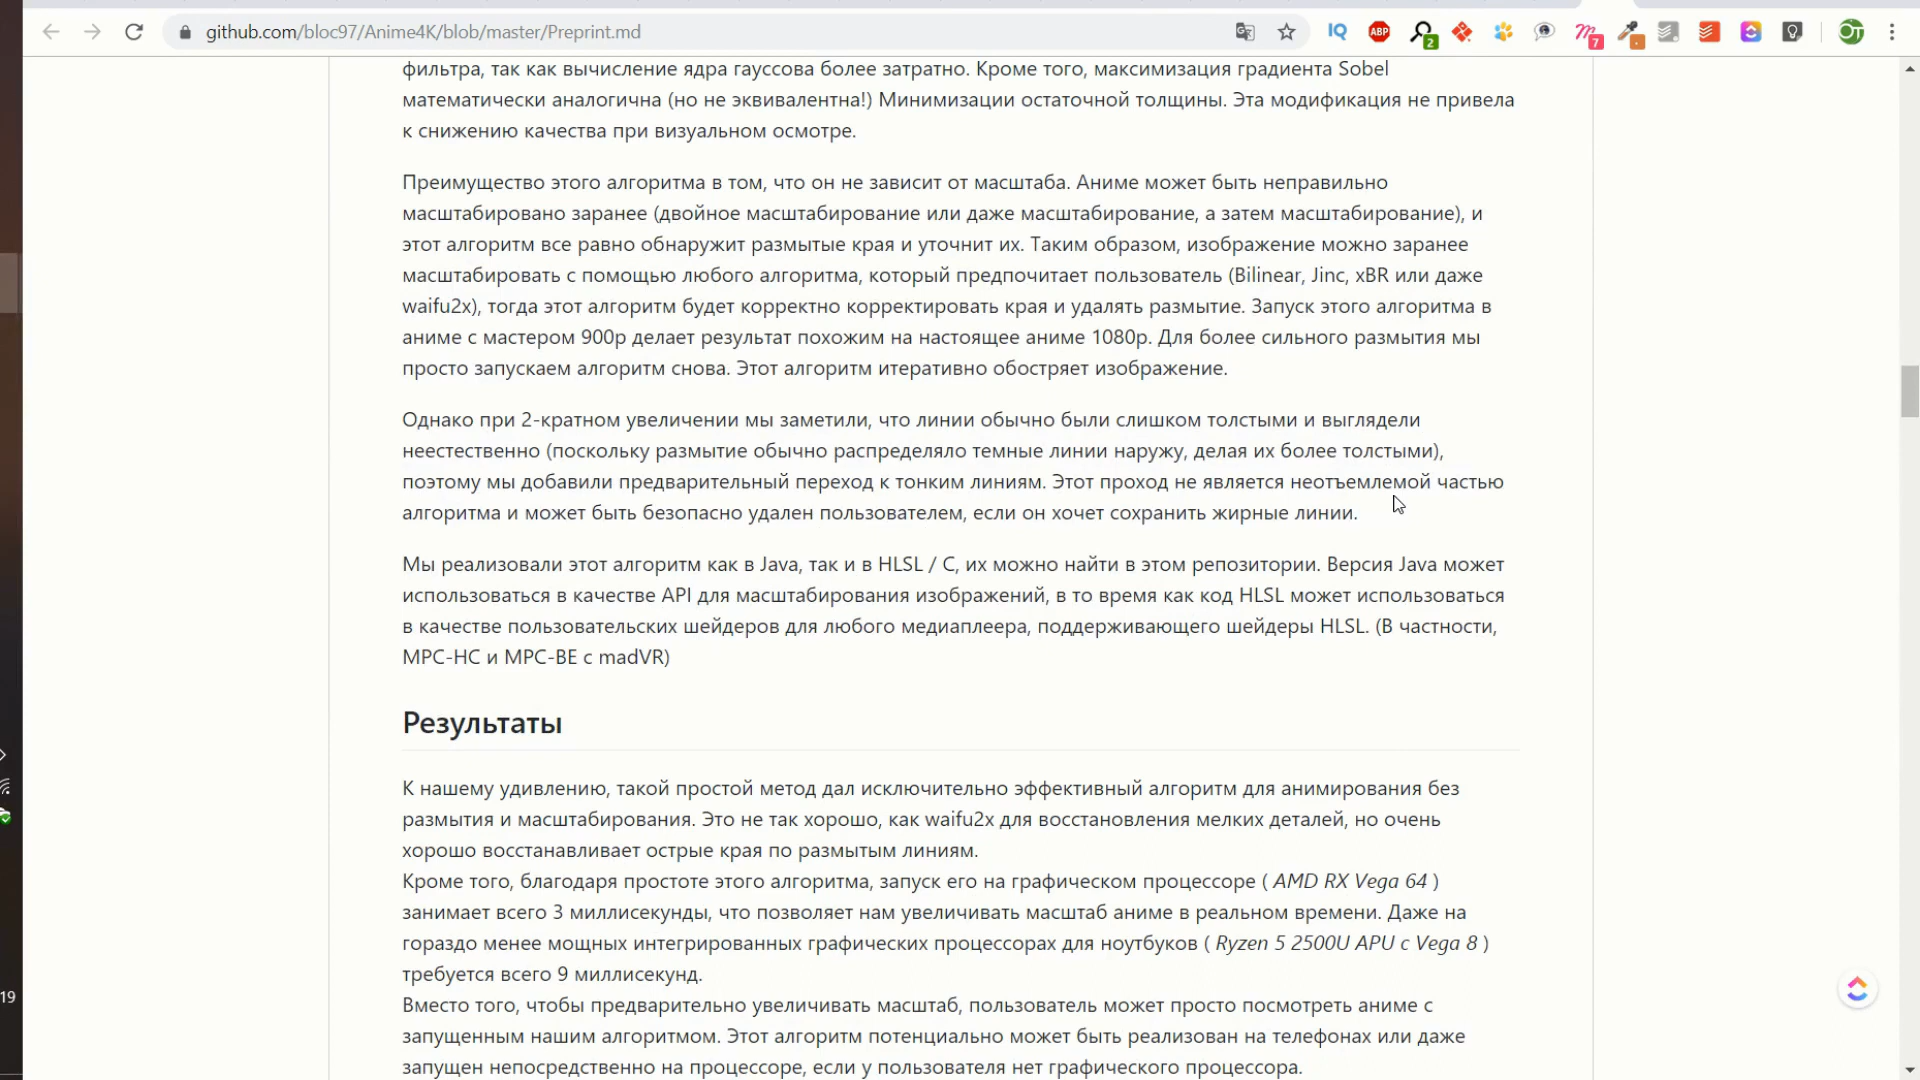 github.com/bloc97/Anime4K/blob/master/Preprint.md
IQ
ABP
2
7
ОТ
фильтра, так как вычисление ядра гауссова более затратно. Кроме того, максимизация градиента Sobel
математически аналогична (но не эквивалентна!) Минимизации остаточной толщины. Эта модификация не привела
к снижению качества при визуальном осмотре.
Преимущество этого алгоритма в том, что он не зависит от масштаба. Аниме может быть неправильно
масштабировано заранее (двойное масштабирование или даже масштабирование, а затем масштабирование), и
этот алгоритм все равно обнаружит размытые края и уточнит их. Таким образом, изображение можно заранее
масштабировать с помощью любого алгоритма, который предпочитает пользователь (Bilinear, Jinc, xBR или даже
waifu2x), тогда этот алгоритм будет корректно корректировать края и удалять размытие. Запуск этого алгоритма в
аниме с мастером 900p делает результат похожим на настоящее аниме 1080p. Для более сильного размытия мы
просто запускаем алгоритм снова. Этот алгоритм итеративно обостряет изображение.
Однако при 2-кратном увеличении мы заметили, что линии обычно были слишком толстыми и выглядели
неестественно (поскольку размытие обычно распределяло темные линии наружу, делая их более толстыми),
поэтому мы добавили предварительный переход к тонким линиям. Этот проход не является неотъемлемой частью
алгоритма и может быть безопасно удален пользователем, если он хочет сохранить жирные линии.
Мы реализовали этот алгоритм как в Java, так и в HLSL / C, их можно найти в этом репозитории. Версия Java может
использоваться в качестве API для масштабирования изображений, в то время как код HLSL может использоваться
в качестве пользовательских шейдеров для любого медиаплеера, поддерживающего шейдеры HLSL. (В частности,
MPC-HC и MPC-BE с madVR)
Результаты
К нашему удивлению, такой простой метод дал исключительно эффективный алгоритм для анимирования без
размытия и масштабирования. Это не так хорошо, как waifu2x для восстановления мелких деталей, но очень
хорошо восстанавливает острые края по размытым линиям.
Кроме того, благодаря простоте этого алгоритма, запуск его на графическом процессоре ( AMD RX Vega 64 )
занимает всего 3 миллисекунды, что позволяет нам увеличивать масштаб аниме в реальном времени. Даже на
гораздо менее мощных интегрированных графических процессорах для ноутбуков ( Ryzen 5 2500U APU с Vega 8 )
требуется всего 9 миллисекунд.
19
Вместо того, чтобы предварительно увеличивать масштаб, пользователь может просто посмотреть аниме с
запущенным нашим алгоритмом. Этот алгоритм потенциально может быть реализован на телефонах или даже
запущен непосредственно на процессоре, если у пользователя нет графического процессора.